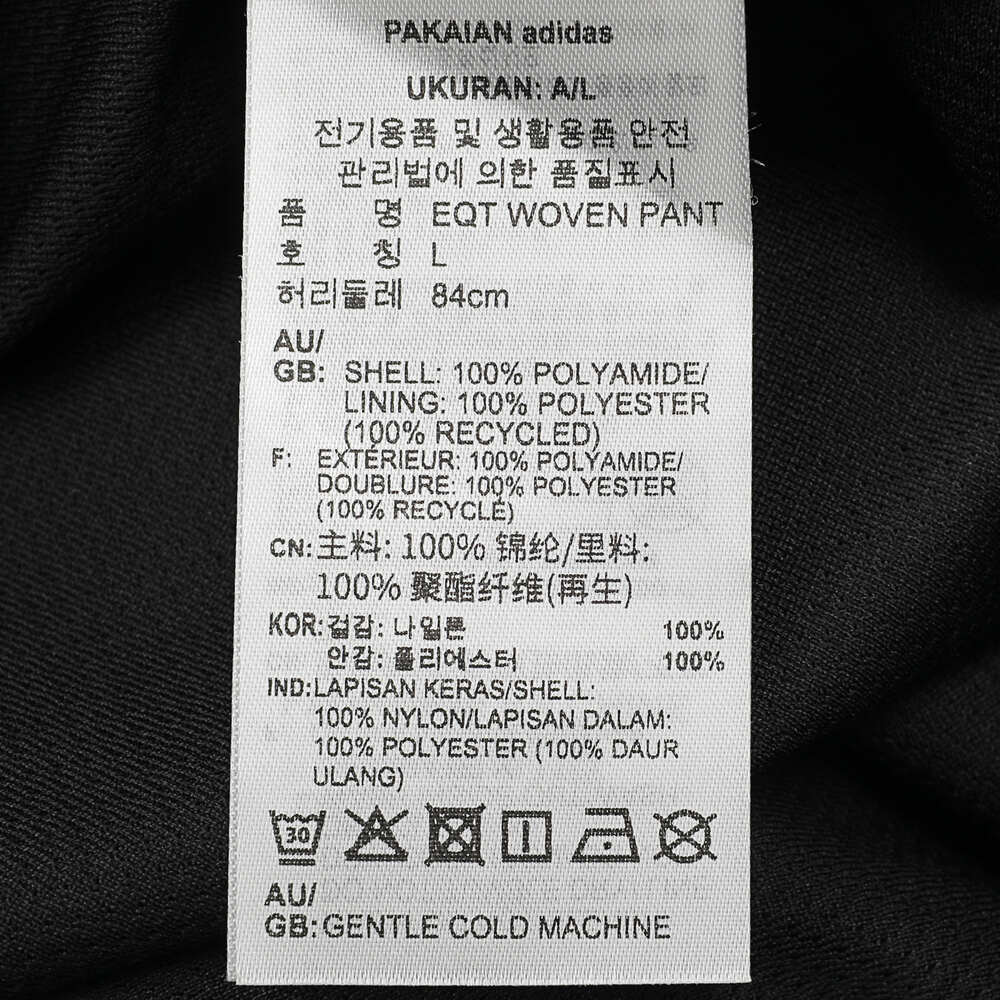 PAKAIAN adidas
UKURAN: A/L
전기용품 및 생활용품 안전
관리법에 의한 품질표시
품 명 EQT WOVEN PANT
호 칭 L
허리둘레 84cm
AU/
GB: SHELL: 100% POLYAMIDE/
LINING: 100% POLYESTER
(100% RECYCLED)
F: EXTÉRIEUR: 100% POLYAMIDE/
DOUBLURE: 100% POLYESTER
(100% RECYCLÉ)
CN: 主料: 100% 锦纶/里料:
100% 聚酯纤维(再生)
KOR: 겉감: 나일론 100%
안감: 폴리에스터 100%
IND: LAPISAN KERAS/SHELL:
100% NYLON/LAPISAN DALAM:
100% POLYESTER (100% DAUR
ULANG)
30
AU/
GB: GENTLE COLD MACHINE